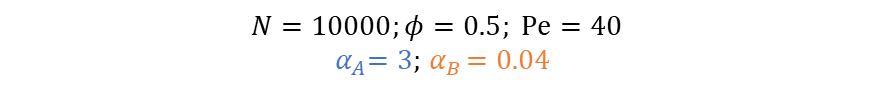 N = 10000; ϕ = 0.5; Pe = 40
α_A = 3; α_B = 0.04